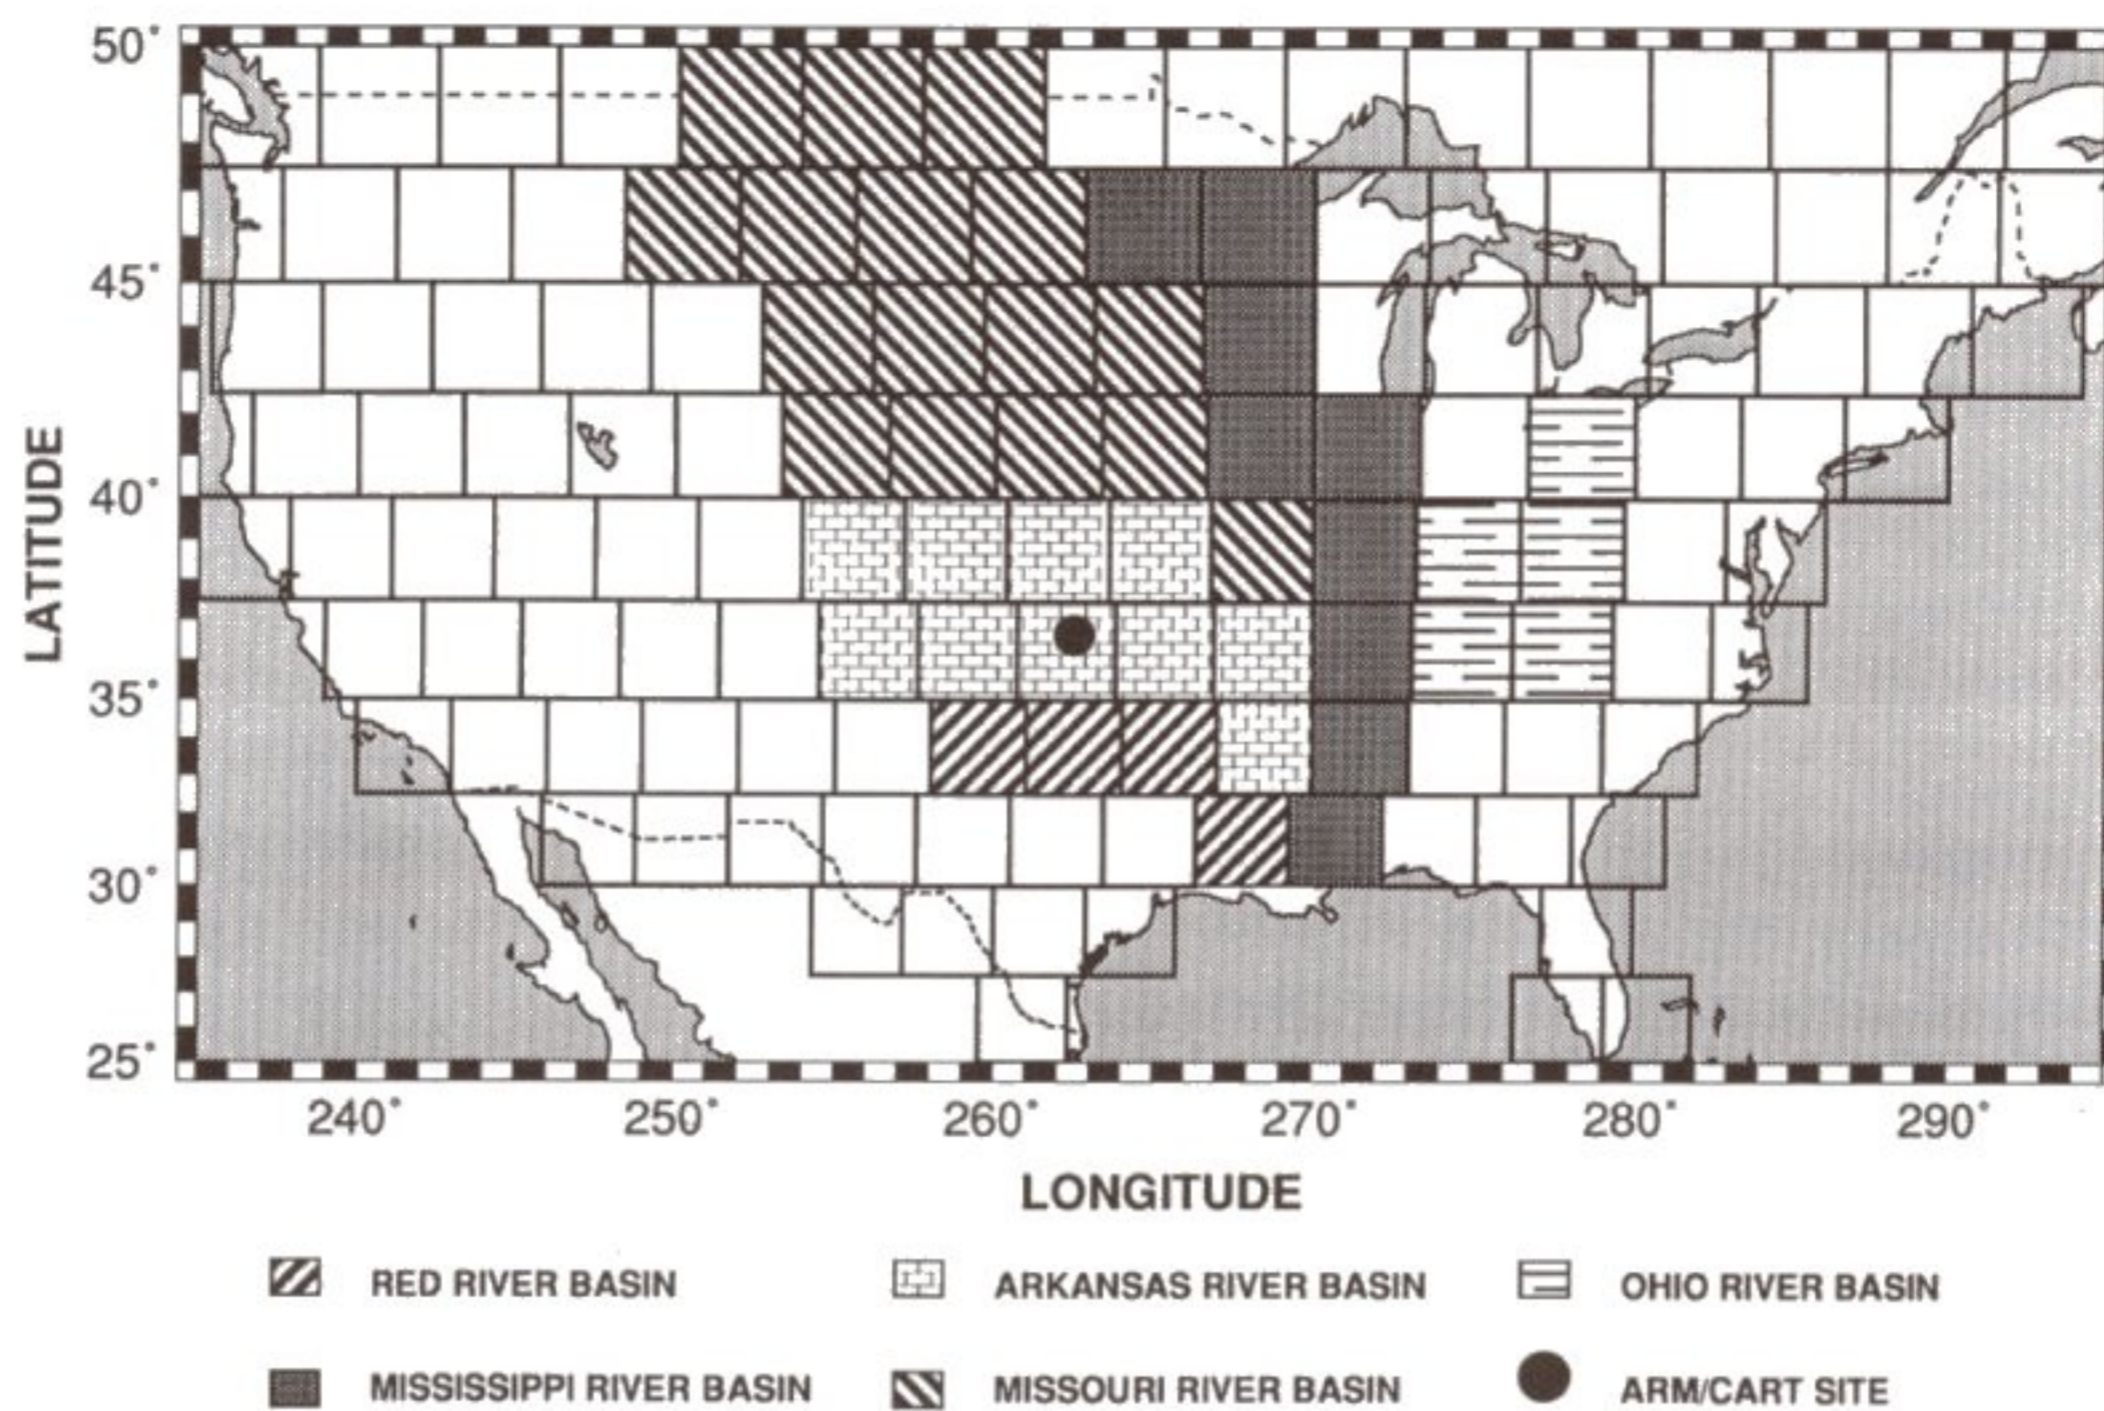 50°
45°
40°
35°
30°
25°
LATITUDE
240° 250° 260° 270° 280° 290°
LONGITUDE
RED RIVER BASIN ARKANSAS RIVER BASIN OHIO RIVER BASIN
MISSISSIPPI RIVER BASIN MISSOURI RIVER BASIN ARM/CART SITE